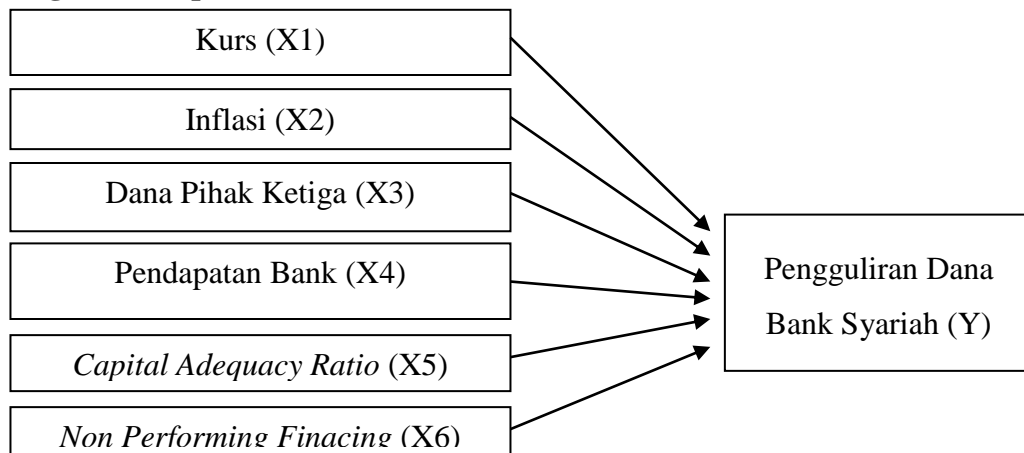 Kurs (X1)
Inflasi (X2)
Dana Pihak Ketiga (X3)
Pendapatan Bank (X4)
Capital Adequacy Ratio (X5)
Non Performing Finacing (X6)
Pengguliran Dana
Bank Syariah (Y)